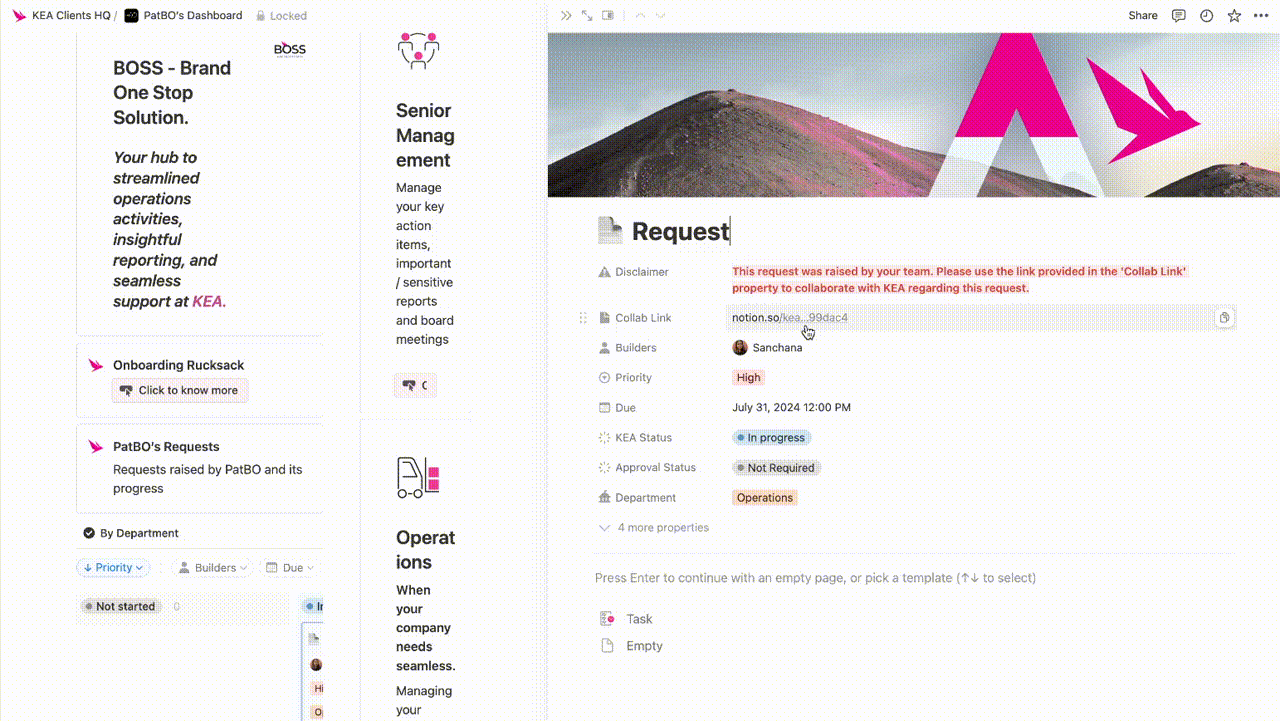 KEA Clients HQ / PatBO's Dashboard Locked
Share
BOSS
BOSS - Brand
One Stop
Solution.
Your hub to
streamlined
operations
activities,
insightful
reporting, and
seamless
support at KEA.
Onboarding Rucksack
Click to know more
PatBO's Requests
Requests raised by PatBO and its
progress
By Department
Priority Builders Due
Not started 0
In
Hi
O
Senior
Manag
ement
Manage
your key
action
items,
important
/ sensitive
reports
and board
meetings
C
Operat
ions
When
your
company
needs
seamless.
Managing
your
Request
Disclaimer
This request was raised by your team. Please use the link provided in the 'Collab Link'
property to collaborate with KEA regarding this request.
Collab Link notion.so/kea...99dac4
Builders Sanchana
Priority High
Due July 31, 2024 12:00 PM
KEA Status In progress
Approval Status Not Required
Department Operations
4 more properties
Press Enter to continue with an empty page, or pick a template (↑↓ to select)
Task
Empty